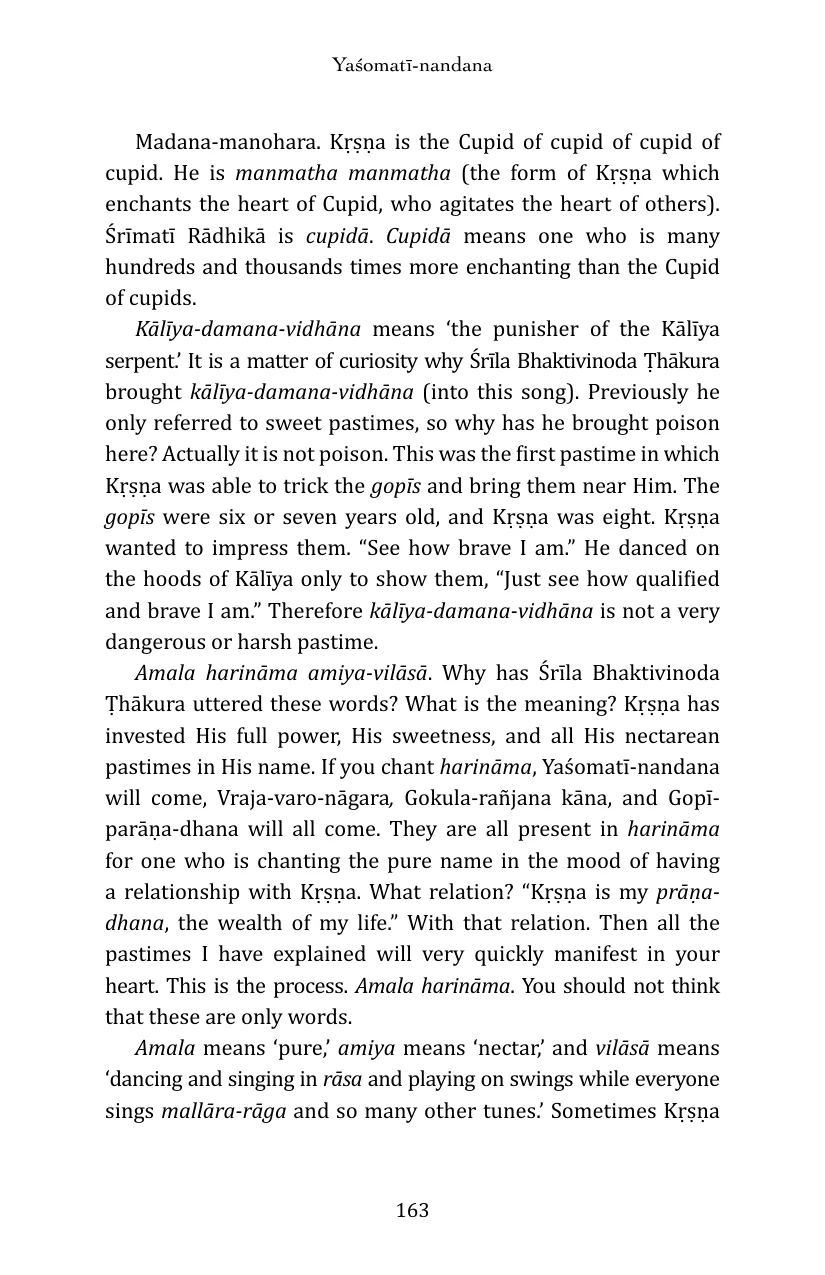 Yaśomatī-nandana
Madana-manohara. Kṛṣṇa is the Cupid of cupid of cupid of
cupid. He is manmatha manmatha (the form of Kṛṣṇa which
enchants the heart of Cupid, who agitates the heart of others).
Śrīmatī Rādhikā is cupidā. Cupidā means one who is many
hundreds and thousands times more enchanting than the Cupid
of cupids.
Kālīya-damana-vidhāna means ‘the punisher of the Kālīya
serpent.’ It is a matter of curiosity why Śrīla Bhaktivinoda Ṭhākura
brought kālīya-damana-vidhāna (into this song). Previously he
only referred to sweet pastimes, so why has he brought poison
here? Actually it is not poison. This was the first pastime in which
Kṛṣṇa was able to trick the gopīs and bring them near Him. The
gopīs were six or seven years old, and Kṛṣṇa was eight. Kṛṣṇa
wanted to impress them. “See how brave I am.” He danced on
the hoods of Kālīya only to show them, “Just see how qualified
and brave I am.” Therefore kālīya-damana-vidhāna is not a very
dangerous or harsh pastime.
Amala harināma amiya-vilāsā. Why has Śrīla Bhaktivinoda
Ṭhākura uttered these words? What is the meaning? Kṛṣṇa has
invested His full power, His sweetness, and all His nectarean
pastimes in His name. If you chant harināma, Yaśomatī-nandana
will come, Vraja-varo-nāgara, Gokula-rañjana kāna, and Gopī-
parāṇa-dhana will all come. They are all present in harināma
for one who is chanting the pure name in the mood of having
a relationship with Kṛṣṇa. What relation? “Kṛṣṇa is my prāṇa-
dhana, the wealth of my life.” With that relation. Then all the
pastimes I have explained will very quickly manifest in your
heart. This is the process. Amala harināma. You should not think
that these are only words.
Amala means ‘pure,’ amiya means ‘nectar,’ and vilāsā means
‘dancing and singing in rāsa and playing on swings while everyone
sings mallāra-rāga and so many other tunes.’ Sometimes Kṛṣṇa
163